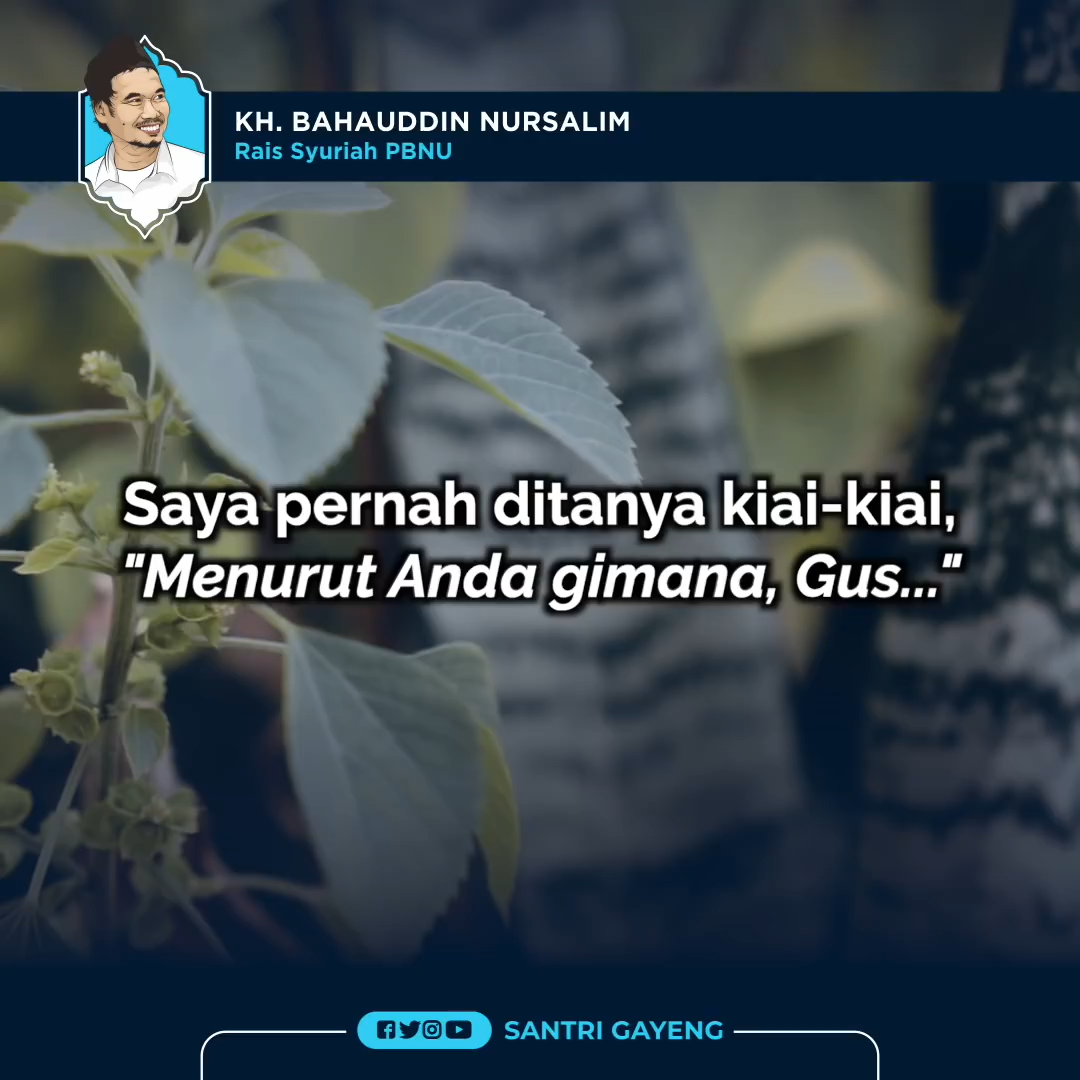 KH. BAHAUDDIN NURSALIM
Rais Syuriah PBNU
Saya pernah ditanya kiai-kiai,
"Menurut Anda gimana, Gus..."
SANTRI GAYENG